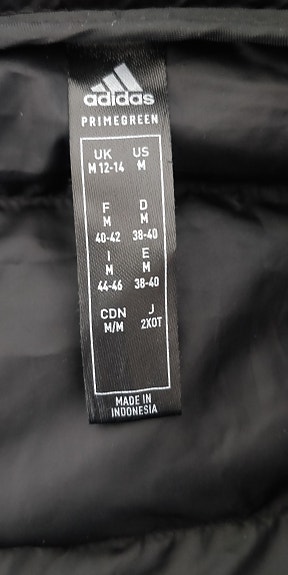 adidas
PRIMEGREEN
UK US
M 12-14 M
F D
M M
40-42 38-40
I E
M M
44-46 38-40
CDN J
M/M 2XOT
MADE IN
INDONESIA